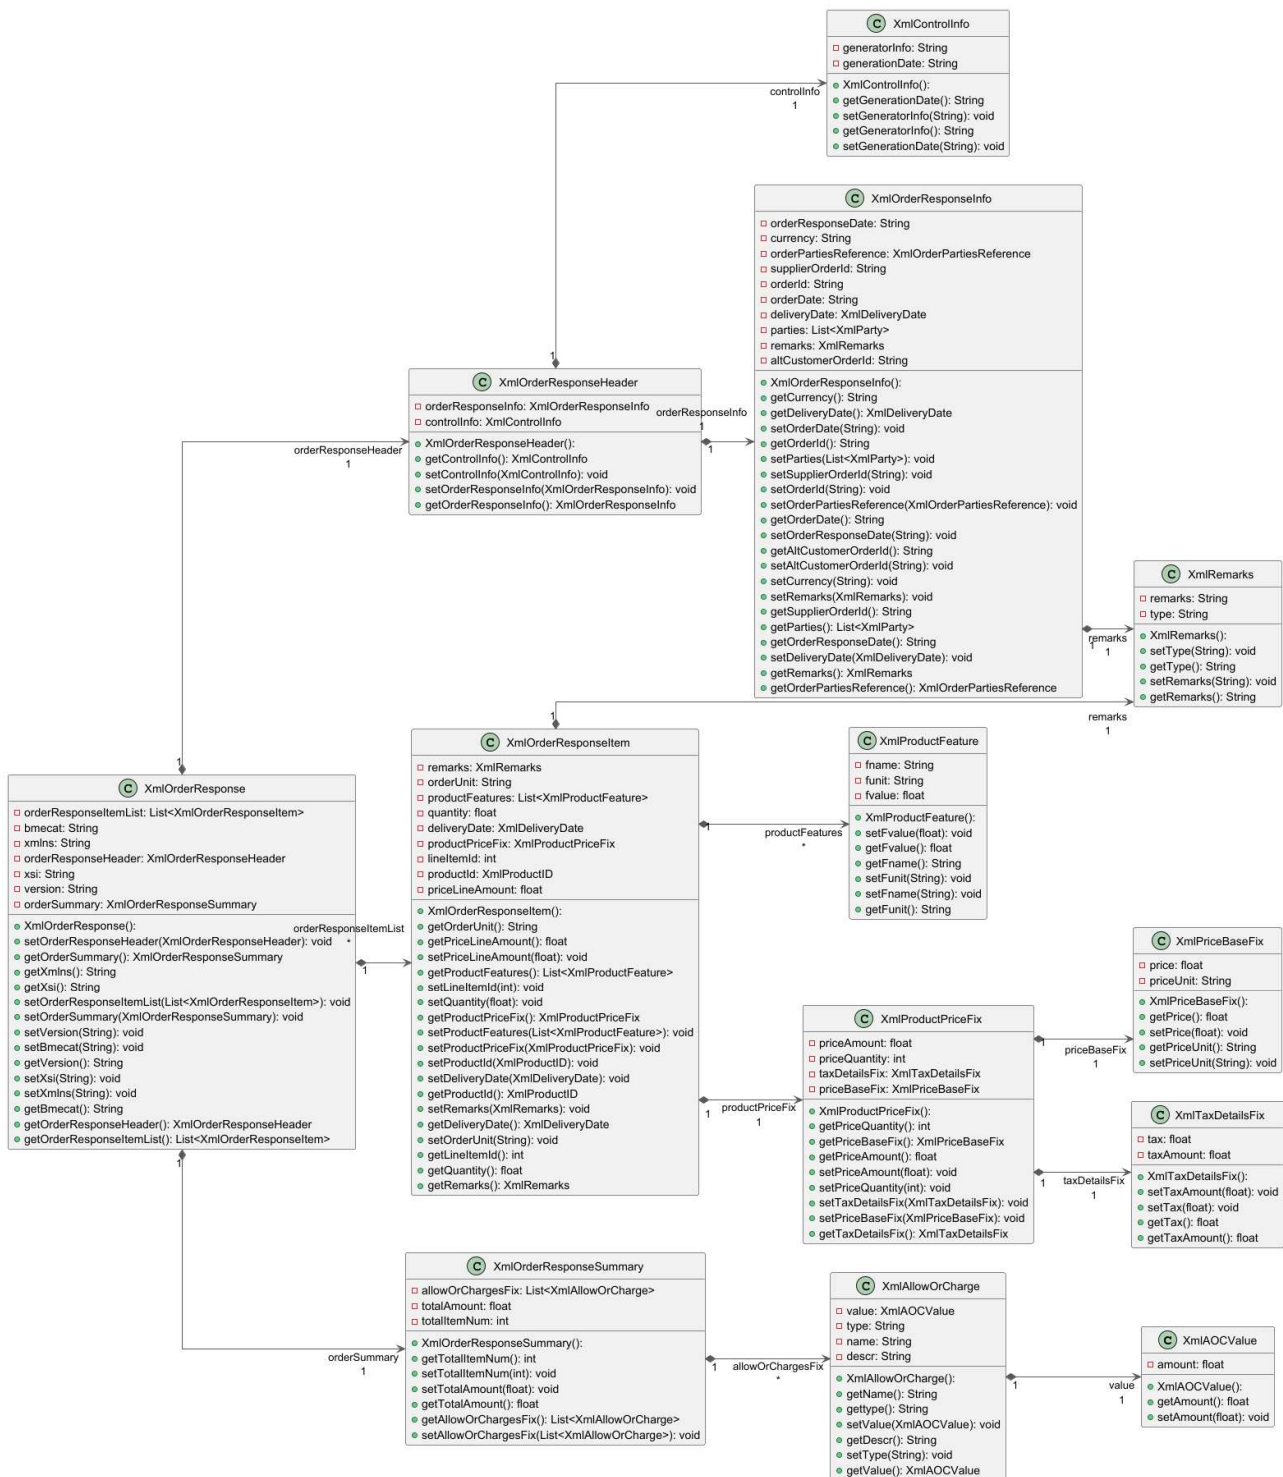 C XmlControlInfo
generatorInfo: String
generationDate: String
XmlControlInfo():
getGenerationDate(): String
setGeneratorInfo(String): void
getGeneratorInfo(): String
setGenerationDate(String): void
controlInfo
1
1
C XmlOrderResponseInfo
orderResponseDate: String
currency: String
orderPartiesReference: XmlOrderPartiesReference
supplierOrderId: String
orderId: String
orderDate: String
deliveryDate: XmlDeliveryDate
parties: List<XmlParty>
remarks: XmlRemarks
altCustomerOrderId: String
XmlOrderResponseInfo():
getCurrency(): String
getDeliveryDate(): XmlDeliveryDate
setOrderDate(String): void
getOrderId(): String
setParties(List<XmlParty>): void
setSupplierOrderId(String): void
setOrderId(String): void
setOrderPartiesReference(XmlOrderPartiesReference): void
getOrderDate(): String
setOrderResponseDate(String): void
getAltCustomerOrderId(): String
setAltCustomerOrderId(String): void
setCurrency(String): void
setRemarks(XmlRemarks): void
getSupplierOrderId(): String
getParties(): List<XmlParty>
getOrderResponseDate(): String
setDeliveryDate(XmlDeliveryDate): void
getRemarks(): XmlRemarks
getOrderPartiesReference(): XmlOrderPartiesReference
C XmlOrderResponseHeader
orderResponseInfo: XmlOrderResponseInfo
controlInfo: XmlControlInfo
XmlOrderResponseHeader():
getControlInfo(): XmlControlInfo
setControlInfo(XmlControlInfo): void
setOrderResponseInfo(XmlOrderResponseInfo): void
getOrderResponseInfo(): XmlOrderResponseInfo
orderResponseInfo
1
1
orderResponseHeader
1
1
C XmlRemarks
remarks: String
type: String
XmlRemarks():
setType(String): void
getType(): String
setRemarks(String): void
getRemarks(): String
1
remarks
1
1
remarks
1
C XmlOrderResponseItem
remarks: XmlRemarks
orderUnit: String
productFeatures: List<XmlProductFeature>
quantity: float
deliveryDate: XmlDeliveryDate
productPriceFix: XmlProductPriceFix
lineItemId: int
productId: XmlProductID
priceLineAmount: float
XmlOrderResponseItem():
getOrderUnit(): String
getPriceLineAmount(): float
setPriceLineAmount(float): void
getProductFeatures(): List<XmlProductFeature>
setLineItemId(int): void
setQuantity(float): void
getProductPriceFix(): XmlProductPriceFix
setProductFeatures(List<XmlProductFeature>): void
setProductPriceFix(XmlProductPriceFix): void
setProductId(XmlProductID): void
setDeliveryDate(XmlDeliveryDate): void
getProductId(): XmlProductID
setRemarks(XmlRemarks): void
getDeliveryDate(): XmlDeliveryDate
setOrderUnit(String): void
getLineItemId(): int
getQuantity(): float
getRemarks(): XmlRemarks
C XmlProductFeature
fname: String
funit: String
fvalue: float
XmlProductFeature():
setFvalue(float): void
getFvalue(): float
getFname(): String
setFunit(String): void
setFname(String): void
getFunit(): String
1
productFeatures
*
C XmlOrderResponse
orderResponseItemList: List<XmlOrderResponseItem>
bmecat: String
xmlns: String
orderResponseHeader: XmlOrderResponseHeader
xsi: String
version: String
orderSummary: XmlOrderResponseSummary
XmlOrderResponse():
setOrderResponseHeader(XmlOrderResponseHeader): void
getOrderSummary(): XmlOrderResponseSummary
getXmlns(): String
getXsi(): String
setOrderResponseItemList(List<XmlOrderResponseItem>): void
setOrderSummary(XmlOrderResponseSummary): void
setVersion(String): void
setBmecat(String): void
getVersion(): String
setXsi(String): void
setXmlns(String): void
getBmecat(): String
getOrderResponseHeader(): XmlOrderResponseHeader
getOrderResponseItemList(): List<XmlOrderResponseItem>
orderResponseItemList
*
1
C XmlPriceBaseFix
price: float
priceUnit: String
XmlPriceBaseFix():
getPrice(): float
setPrice(float): void
getPriceUnit(): String
setPriceUnit(String): void
C XmlProductPriceFix
priceAmount: float
priceQuantity: int
taxDetailsFix: XmlTaxDetailsFix
priceBaseFix: XmlPriceBaseFix
XmlProductPriceFix():
getPriceQuantity(): int
getPriceBaseFix(): XmlPriceBaseFix
getPriceAmount(): float
setPriceAmount(float): void
setPriceQuantity(int): void
setTaxDetailsFix(XmlTaxDetailsFix): void
setPriceBaseFix(XmlPriceBaseFix): void
getTaxDetailsFix(): XmlTaxDetailsFix
1
priceBaseFix
1
1
productPriceFix
1
C XmlTaxDetailsFix
tax: float
taxAmount: float
XmlTaxDetailsFix():
setTaxAmount(float): void
setTax(float): void
getTax(): float
getTaxAmount(): float
1
taxDetailsFix
1
1
orderSummary
1
C XmlOrderResponseSummary
allowOrChargesFix: List<XmlAllowOrCharge>
totalAmount: float
totalItemNum: int
XmlOrderResponseSummary():
getTotalItemNum(): int
setTotalItemNum(int): void
setTotalAmount(float): void
getTotalAmount(): float
getAllowOrChargesFix(): List<XmlAllowOrCharge>
setAllowOrChargesFix(List<XmlAllowOrCharge>): void
1
allowOrChargesFix
*
C XmlAllowOrCharge
value: XmlAOCValue
type: String
name: String
descr: String
XmlAllowOrCharge():
getName(): String
gettype(): String
setValue(XmlAOCValue): void
getDescr(): String
setType(String): void
getValue(): XmlAOCValue
1
value
1
C XmlAOCValue
amount: float
XmlAOCValue():
getAmount(): float
setAmount(float): void